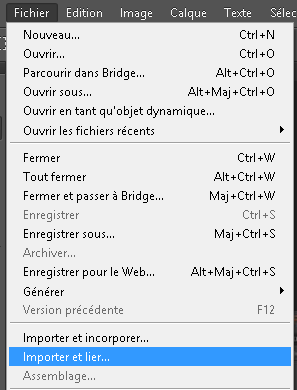 Fichier Edition Image Calque Texte Sélec
Nouveau... Ctrl+N
Ouvrir... Ctrl+O
Parcourir dans Bridge... Alt+Ctrl+O
Ouvrir sous... Alt+Maj+Ctrl+O
Ouvrir en tant qu'objet dynamique...
Ouvrir les fichiers récents
Fermer Ctrl+W
Tout fermer Alt+Ctrl+W
Fermer et passer à Bridge... Maj+Ctrl+W
Enregistrer Ctrl+S
Enregistrer sous... Maj+Ctrl+S
Archiver...
Enregistrer pour le Web... Alt+Maj+Ctrl+S
Générer
Version précédente F12
Importer et incorporer...
Importer et lier...
Assemblage...